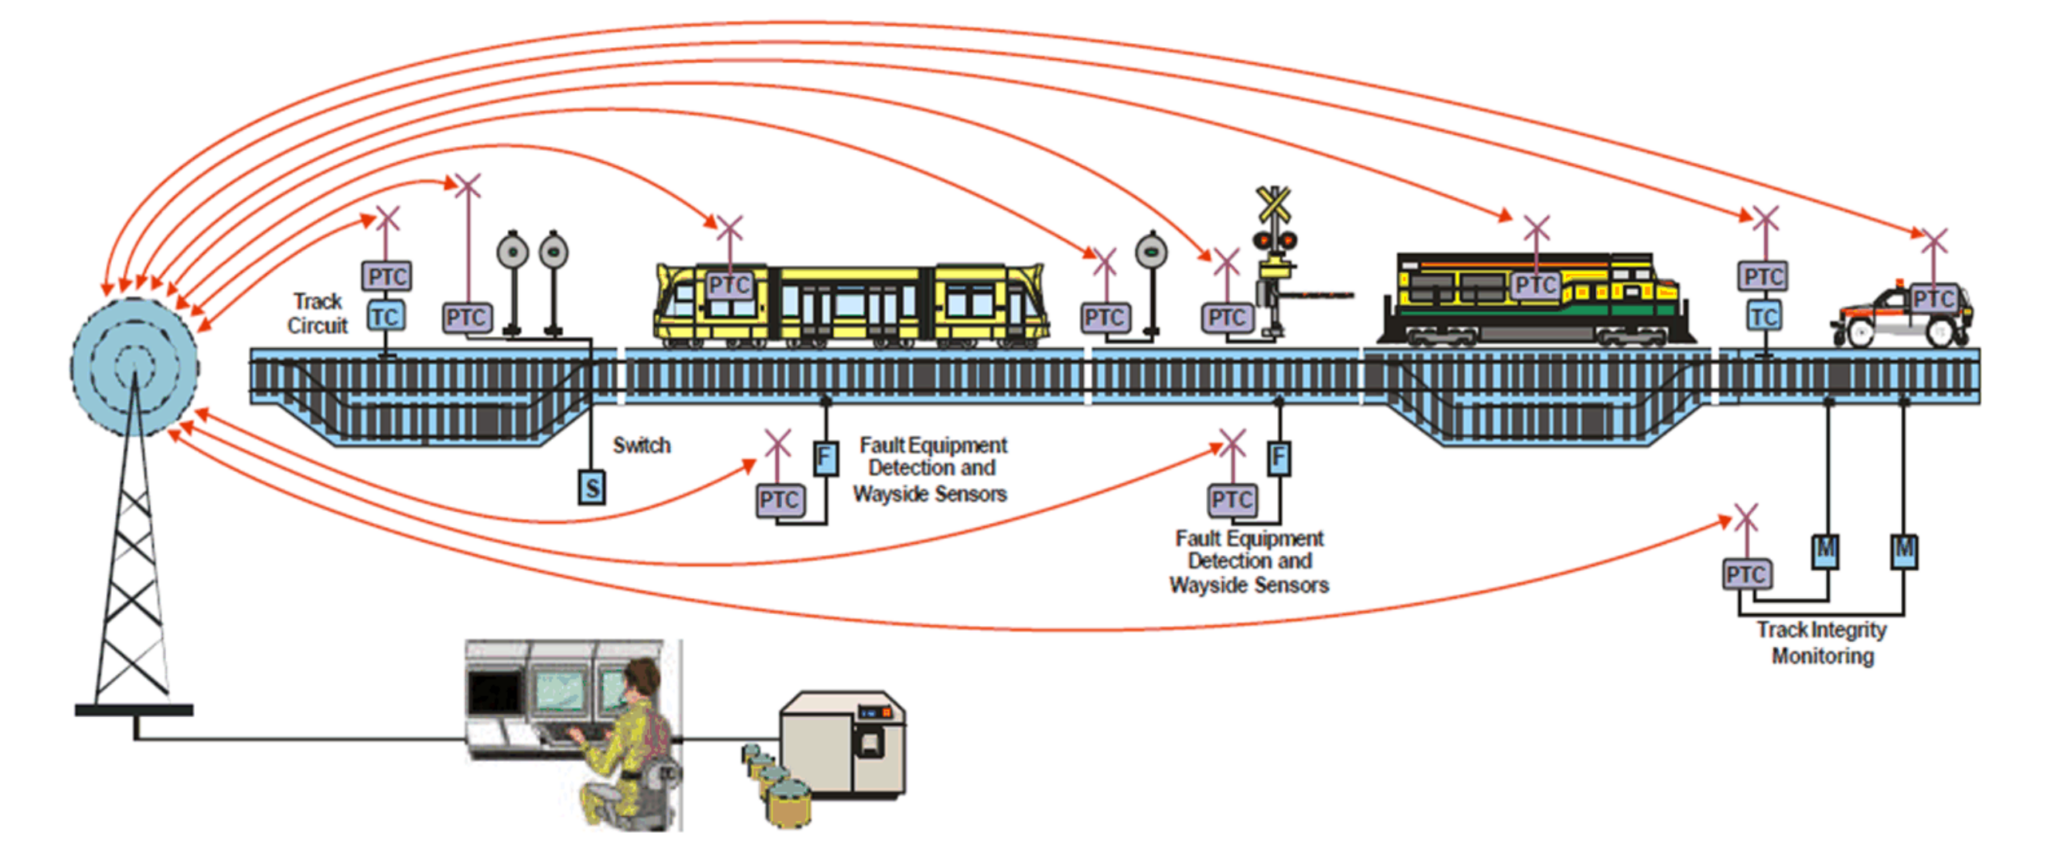 PTC
TC
Track
Circuit
PTC
PTC
PTC
PTC
PTC
PTC
TC
PTC
Switch
S
PTC
F
Fault Equipment
Detection and
Wayside Sensors
PTC
F
Fault Equipment
Detection and
Wayside Sensors
PTC
M
M
Track Integrity
Monitoring